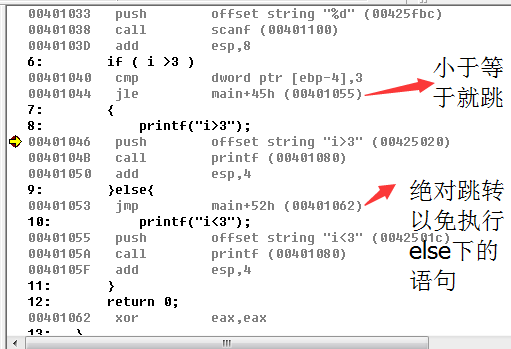 00401033 push offset string "%d" (00425fbc)
00401038 call scanf (00401100)
0040103D add esp,8
6: if ( i >3 )
00401040 cmp dword ptr [ebp-4],3
00401044 jle main+45h (00401055)
7: {
8: printf("i>3");
00401046 push offset string "i>3" (00425020)
0040104B call printf (00401080)
00401050 add esp,4
9: }else{
00401053 jmp main+52h (00401062)
10: printf("i<3");
00401055 push offset string "i<3" (0042501c)
0040105A call printf (00401080)
0040105F add esp,4
11: }
12: return 0;
00401062 xor eax,eax
13: }
小于等
于就跳
绝对跳转
以免执行
else下的
语句